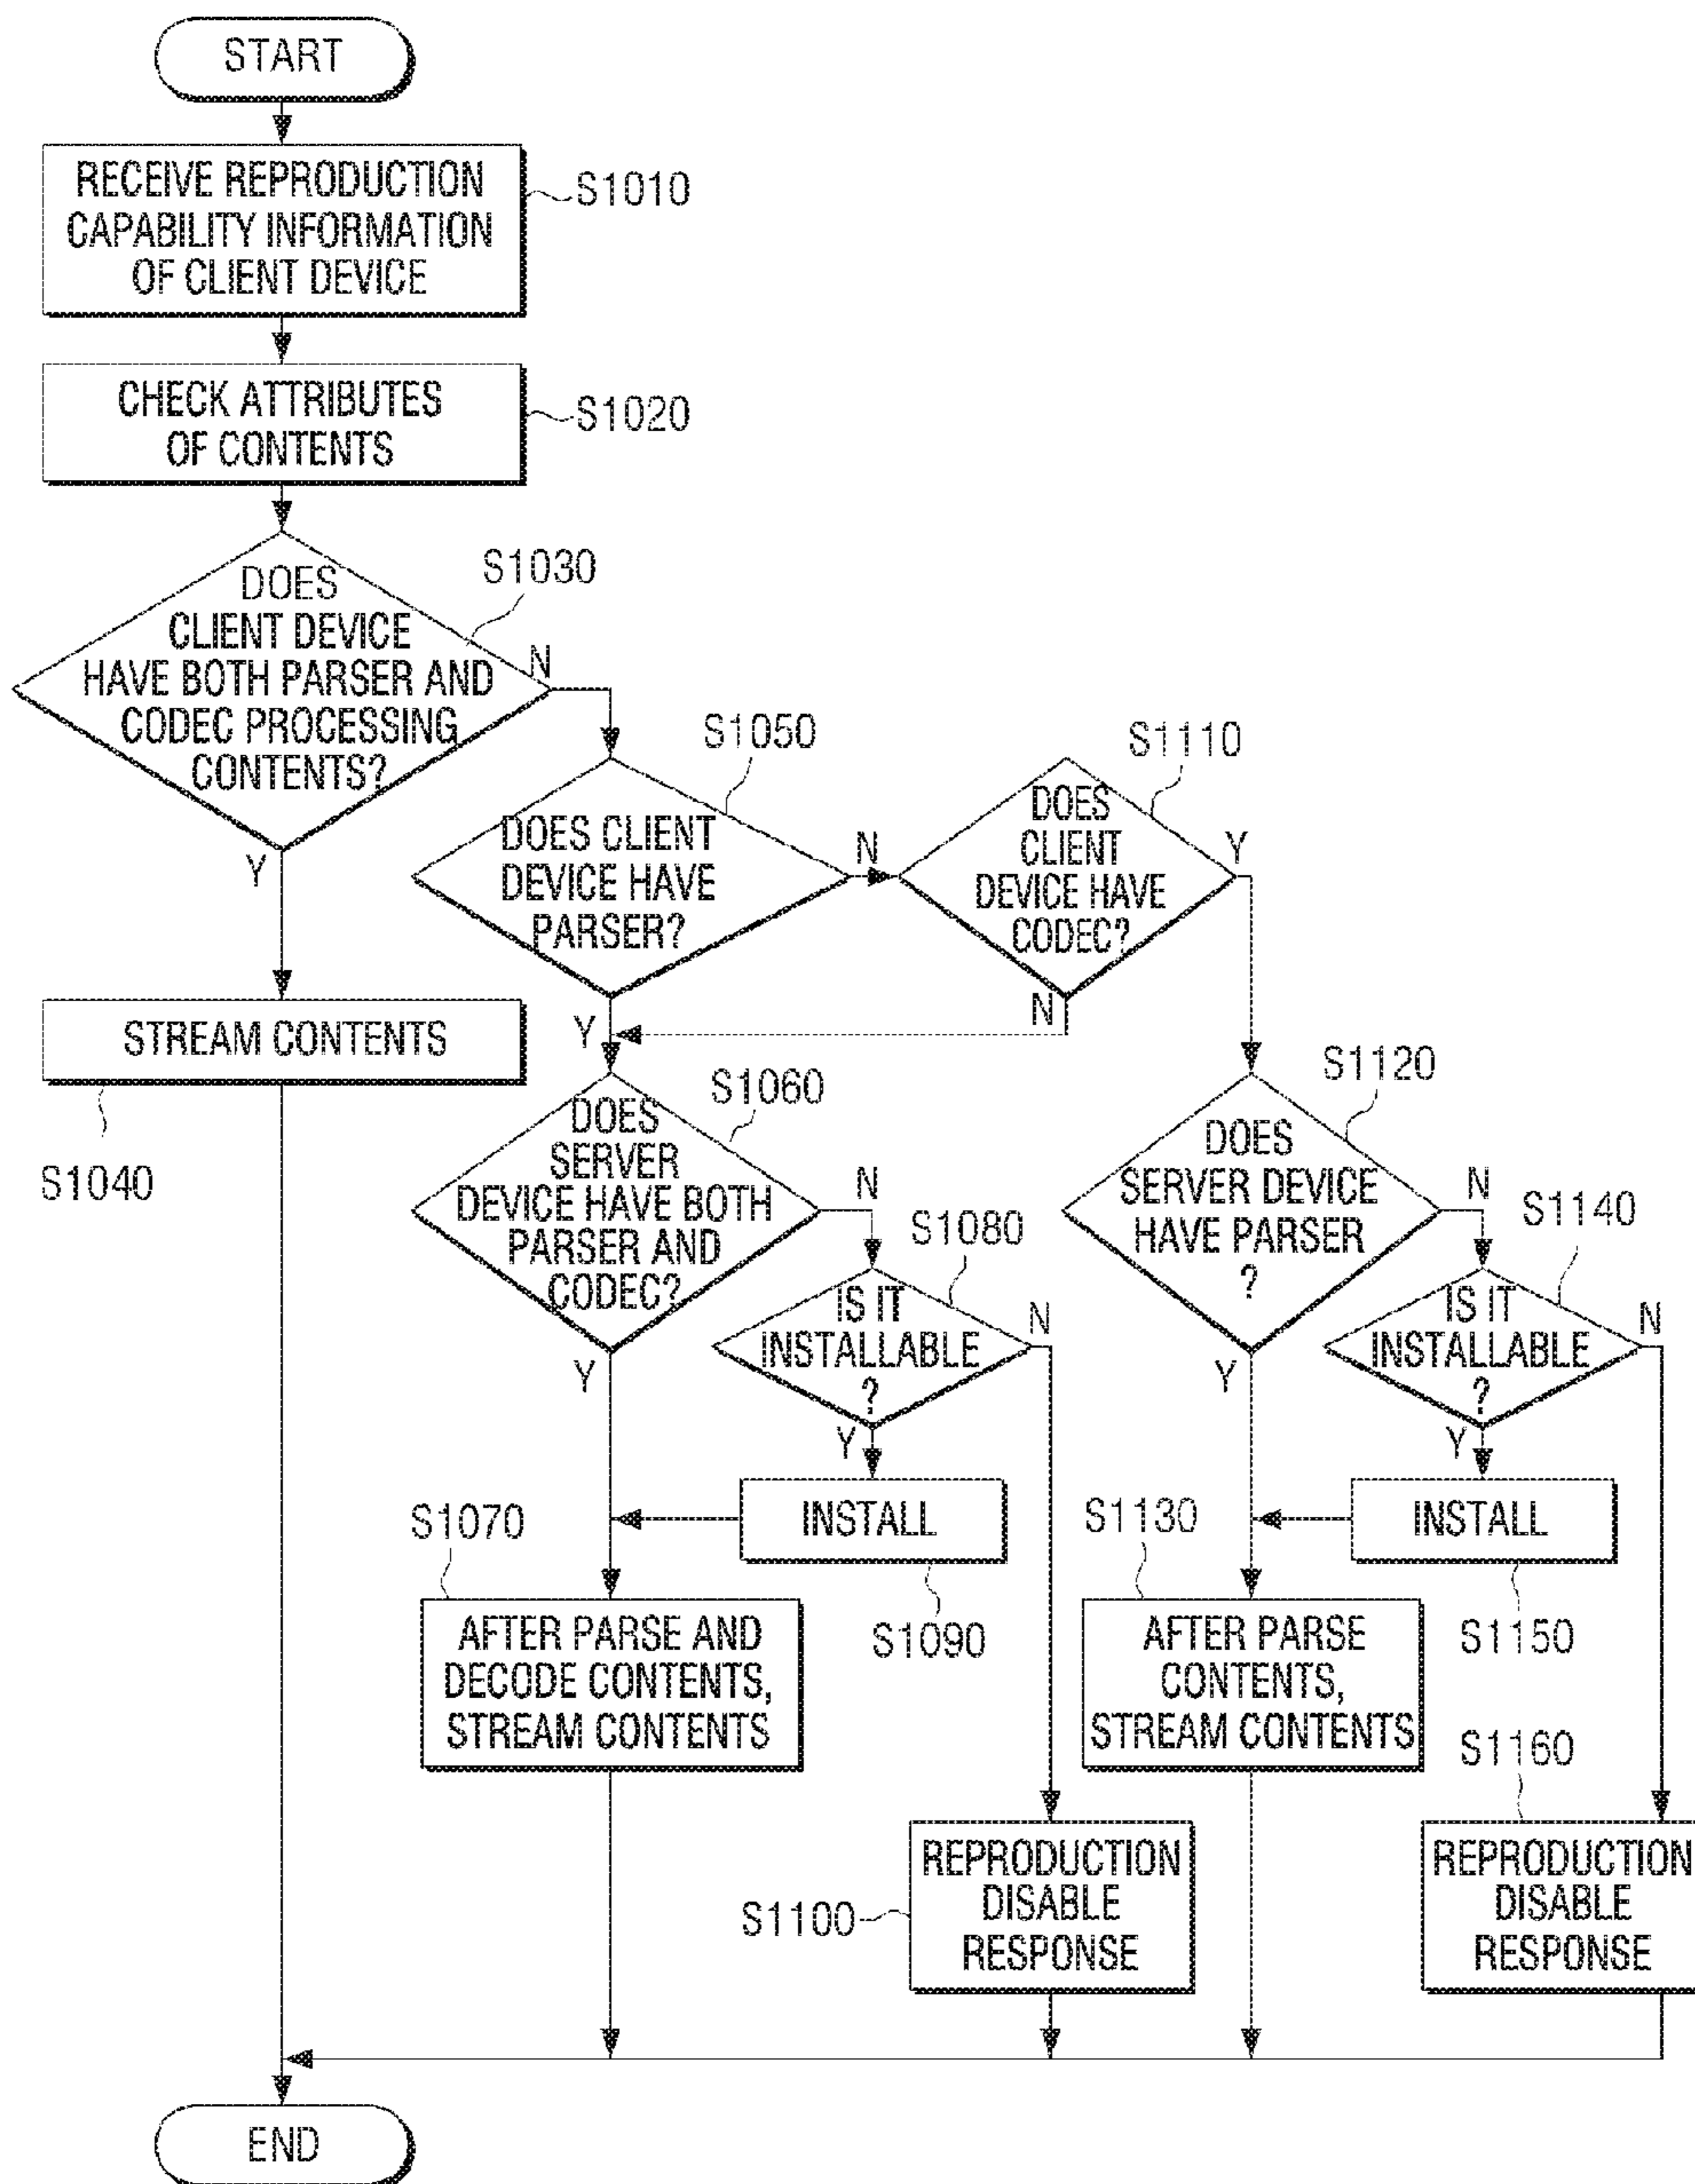 START
RECEIVE REPRODUCTION
CAPABILITY INFORMATION
OF CLIENT DEVICE
S1010
CHECK ATTRIBUTES
OF CONTENTS
S1020
DOES
CLIENT DEVICE
HAVE BOTH PARSER AND
CODEC PROCESSING
CONTENTS?
S1030
N
Y
STREAM CONTENTS
S1040
S1050
DOES CLIENT
DEVICE HAVE
PARSER?
N
Y
S1110
DOES
CLIENT
DEVICE HAVE
CODEC?
Y
N
S1060
DOES
SERVER
DEVICE HAVE BOTH
PARSER AND
CODEC?
N
Y
S1080
IS IT
INSTALLABLE
?
N
Y
INSTALL
S1090
S1070
AFTER PARSE AND
DECODE CONTENTS,
STREAM CONTENTS
REPRODUCTION
DISABLE
RESPONSE
S1100
S1120
DOES
SERVER DEVICE
HAVE PARSER
?
N
Y
S1140
IS IT
INSTALLABLE
?
N
Y
INSTALL
S1150
S1130
AFTER PARSE
CONTENTS,
STREAM CONTENTS
S1160
REPRODUCTION
DISABLE
RESPONSE
END